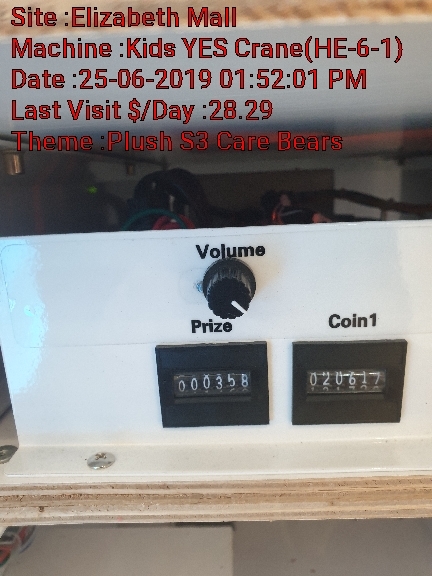 Site :Elizabeth Mall
Machine :Kids YES Crane(HE-6-1)
Date :25-06-2019 01:52:01 PM
Last Visit $/Day :28.29
Theme :Plush S3 Care Bears
Volume
Prize
Coin1
000358
020617